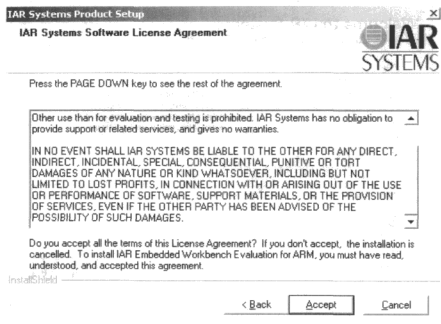 IAR Systems Product Setup
IAR Systems Software License Agreement
IAR
SYSTEMS
Press the PAGE DOWN key to see the rest of the agreement.
Other use than for evaluation and testing is prohibited. IAR Systems has no obligation to
provide support or related services, and gives no warranties.
IN NO EVENT SHALL IAR SYSTEMS BE LIABLE TO THE OTHER FOR ANY DIRECT,
INDIRECT, INCIDENTAL, SPECIAL, CONSEQUENTIAL, PUNITIVE OR TORT
DAMAGES OF ANY NATURE OR KIND WHATSOEVER, INCLUDING BUT NOT
LIMITED TO LOST PROFITS, IN CONNECTION WITH OR ARISING OUT OF THE USE
OR PERFORMANCE OF SOFTWARE, SUPPORT MATERIALS, OR THE PROVISION
OF SERVICES, EVEN IF THE OTHER PARTY HAS BEEN ADVISED OF THE
POSSIBILITY OF SUCH DAMAGES.
Do you accept all the terms of this License Agreement? If you don't accept, the installation is
cancelled. To install IAR Embedded Workbench Evaluation for ARM, you must have read,
understood, and accepted this agreement.
InstallShield
< Back
Accept
Cancel